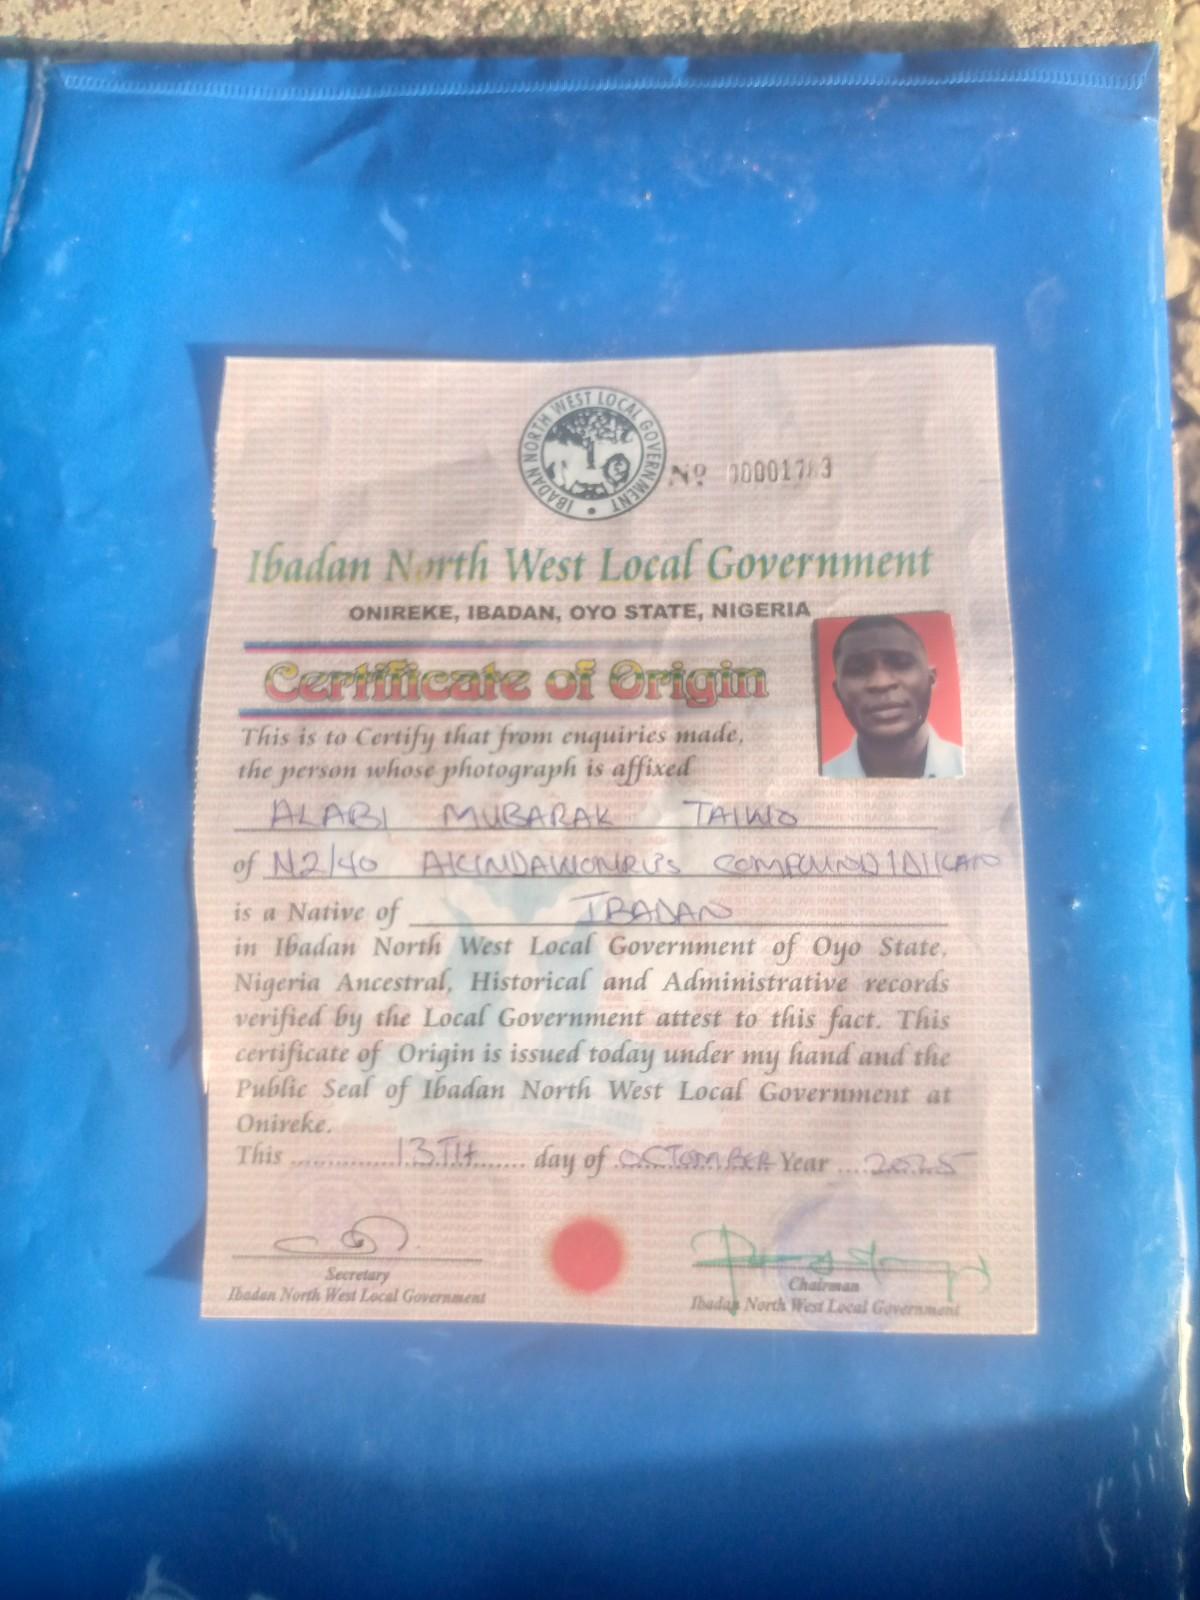 IBADAN NORTH WEST LOCAL GOVERNMENT
Nº
Ibadan North West Local Government
ONIREKE, IBADAN, OYO STATE, NIGERIA
Certificate of Origin
This is to Certify that from enquiries made,
the person whose photograph is affixed
ALABI MUBARAK TAIWO
of N2/40 COMPOUND
is a Native of IBADAN
in Ibadan North West Local Government of Oyo State,
Nigeria Ancestral, Historical and Administrative records
verified by the Local Government attest to this fact. This
certificate of Origin is issued today under my hand and the
Public Seal of Ibadan North West Local Government at
Onireke.
This 13TH day of OCTOMBER Year 2025
Secretary
Ibadan North West Local Government
Chairman
Ibadan North West Local Government